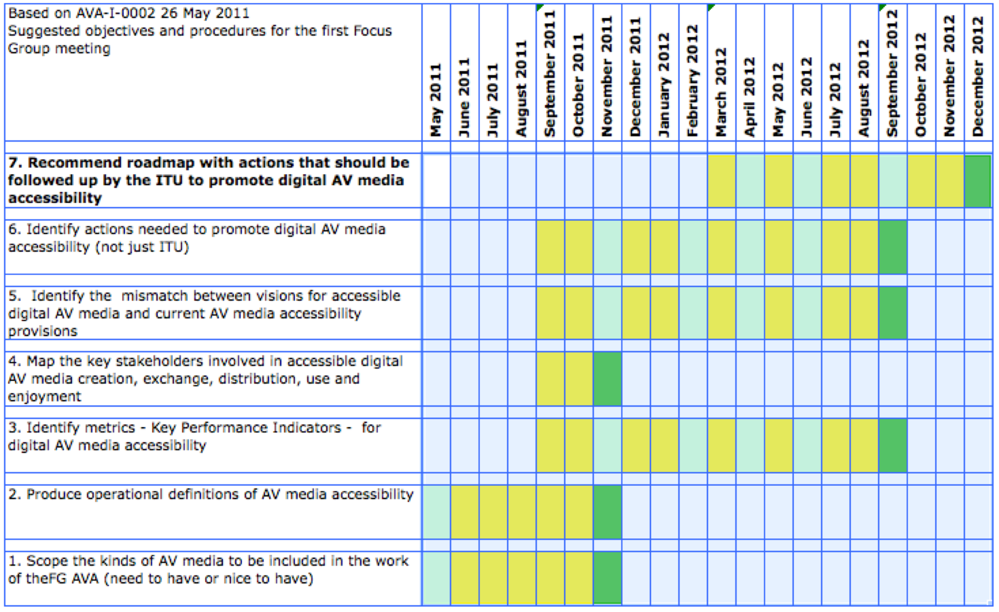 Based on AVA-I-0002 26 May 2011
Suggested objectives and procedures for the first Focus
Group meeting
May 2011
June 2011
July 2011
August 2011
September 2011
October 2011
November 2011
December 2011
January 2012
February 2012
March 2012
April 2012
May 2012
June 2012
July 2012
August 2012
September 2012
October 2012
November 2012
December 2012
7. Recommend roadmap with actions that should be
followed up by the ITU to promote digital AV media
accessibility
6. Identify actions needed to promote digital AV media
accessibility (not just ITU)
5.  Identify the  mismatch between visions for accessible
digital AV media and current AV media accessibility
provisions
4. Map the key stakeholders involved in accessible digital
AV media creation, exchange, distribution, use and
enjoyment
3. Identify metrics - Key Performance Indicators -  for
digital AV media accessibility
2. Produce operational definitions of AV media accessibility
1. Scope the kinds of AV media to be included in the work
of theFG AVA (need to have or nice to have)